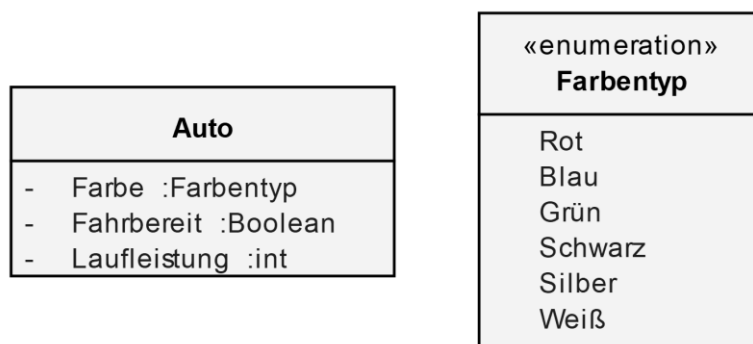 Auto
- Farbe :Farbentyp
- Fahrbereit :Boolean
- Laufleistung :int
«enumeration»
Farbentyp
Rot
Blau
Grün
Schwarz
Silber
Weiß